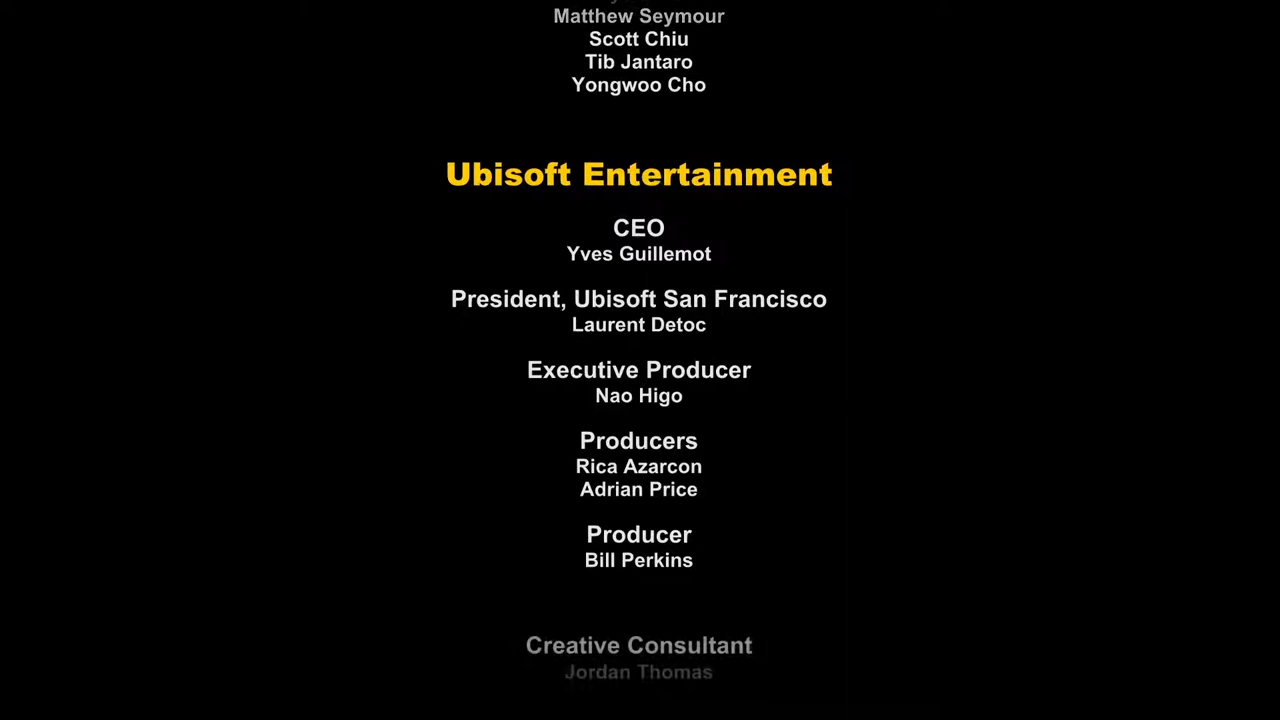 Matthew Seymour
Scott Chiu
Tib Jantaro
Yongwoo Cho
Ubisoft Entertainment
CEO
Yves Guillemot
President, Ubisoft San Francisco
Laurent Detoc
Executive Producer
Nao Higo
Producers
Rica Azarcon
Adrian Price
Producer
Bill Perkins
Creative Consultant
Jordan Thomas